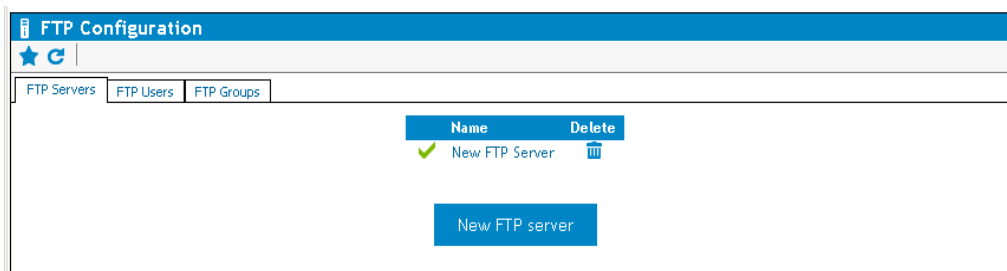 FTP Configuration
FTP Servers FTP Users FTP Groups
Name Delete
New FTP Server
New FTP server